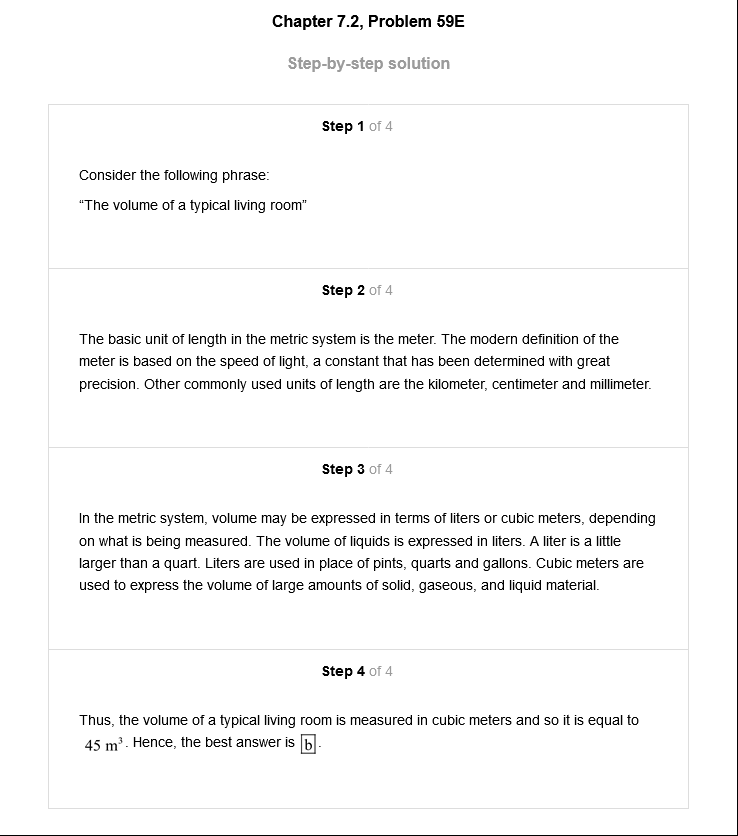 Chapter 7.2, Problem 59E
Step-by-step solution
Step 1 of 4
Consider the following phrase:
“The volume of a typical living room”
Step 2 of 4
The basic unit of length in the metric system is the meter. The modern definition of the
meter is based on the speed of light, a constant that has been determined with great
precision. Other commonly used units of length are the kilometer, centimeter and millimeter.
Step 3 of 4
In the metric system, volume may be expressed in terms of liters or cubic meters, depending
on what is being measured. The volume of liquids is expressed in liters. A liter is a little
larger than a quart. Liters are used in place of pints, quarts and gallons. Cubic meters are
used to express the volume of large amounts of solid, gaseous, and liquid material.
Step 4 of 4
Thus, the volume of a typical living room is measured in cubic meters and so it is equal to
45 m³. Hence, the best answer is b.